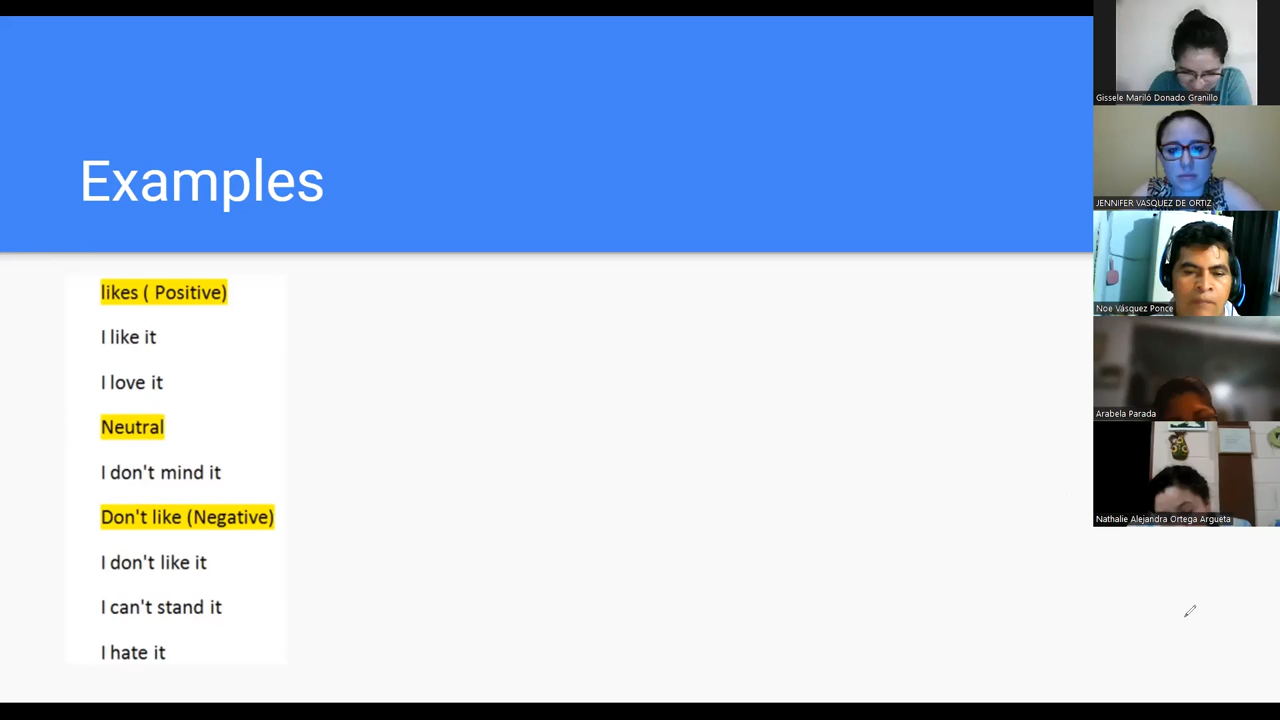 Examples
likes ( Positive)
I like it
I love it
Neutral
I don't mind it
Don't like (Negative)
I don't like it
I can't stand it
I hate it
Gissele Mariló Donado Granillo
JENNIFER VASQUEZ DE ORTIZ
Noe Vásquez Ponce
Arabela Parada
Nathalie Alejandra Ortega Argueta